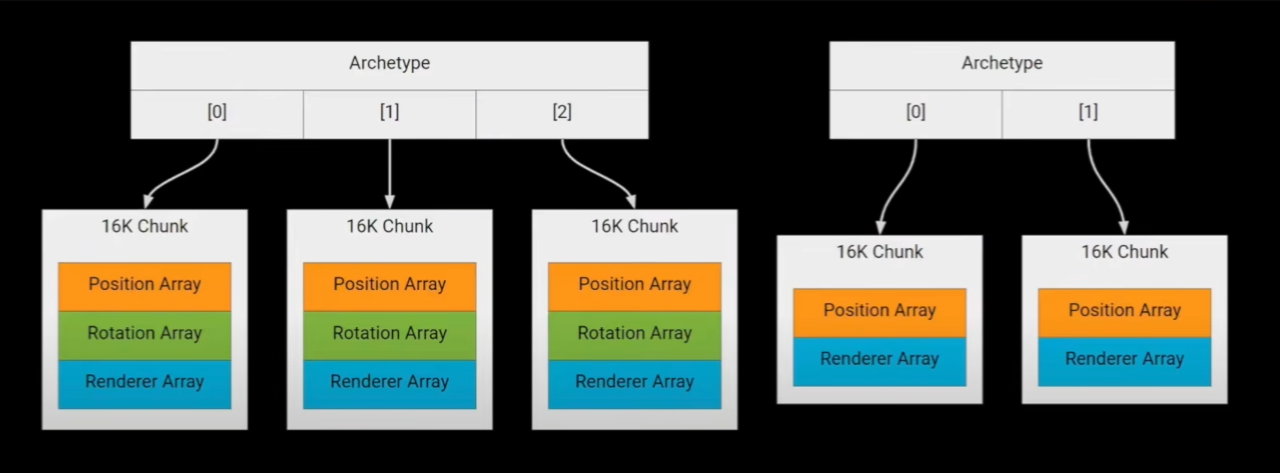 Archetype
[0] [1] [2]
16K Chunk
Position Array
Rotation Array
Renderer Array
16K Chunk
Position Array
Rotation Array
Renderer Array
16K Chunk
Position Array
Rotation Array
Renderer Array
Archetype
[0] [1]
16K Chunk
Position Array
Renderer Array
16K Chunk
Position Array
Renderer Array